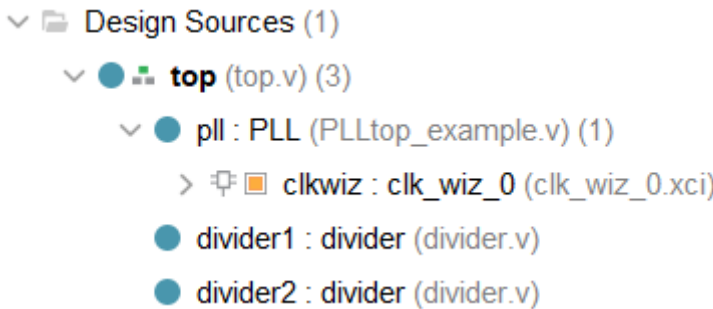 Design Sources (1)
top (top.v) (3)
pll : PLL (PLLtop_example.v) (1)
clkwiz : clk_wiz_0 (clk_wiz_0.xci)
divider1 : divider (divider.v)
divider2 : divider (divider.v)